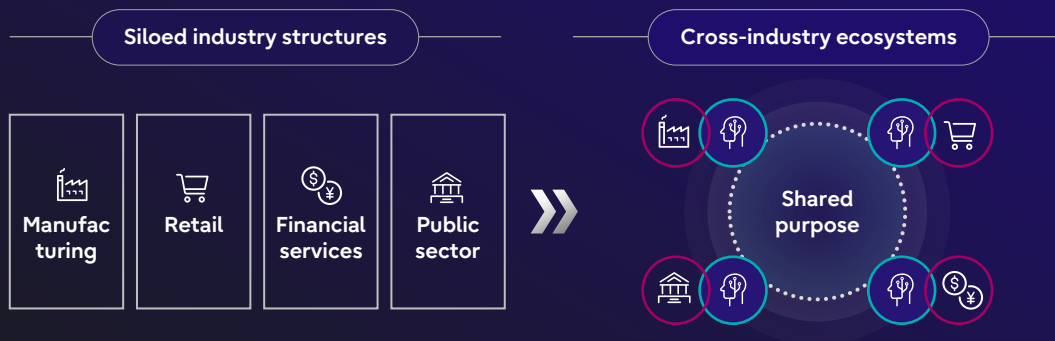 Siloed industry structures
Cross-industry ecosystems
Manufac
turing
Retail
Financial
services
Public
sector
Shared
purpose
$
¥
$
¥